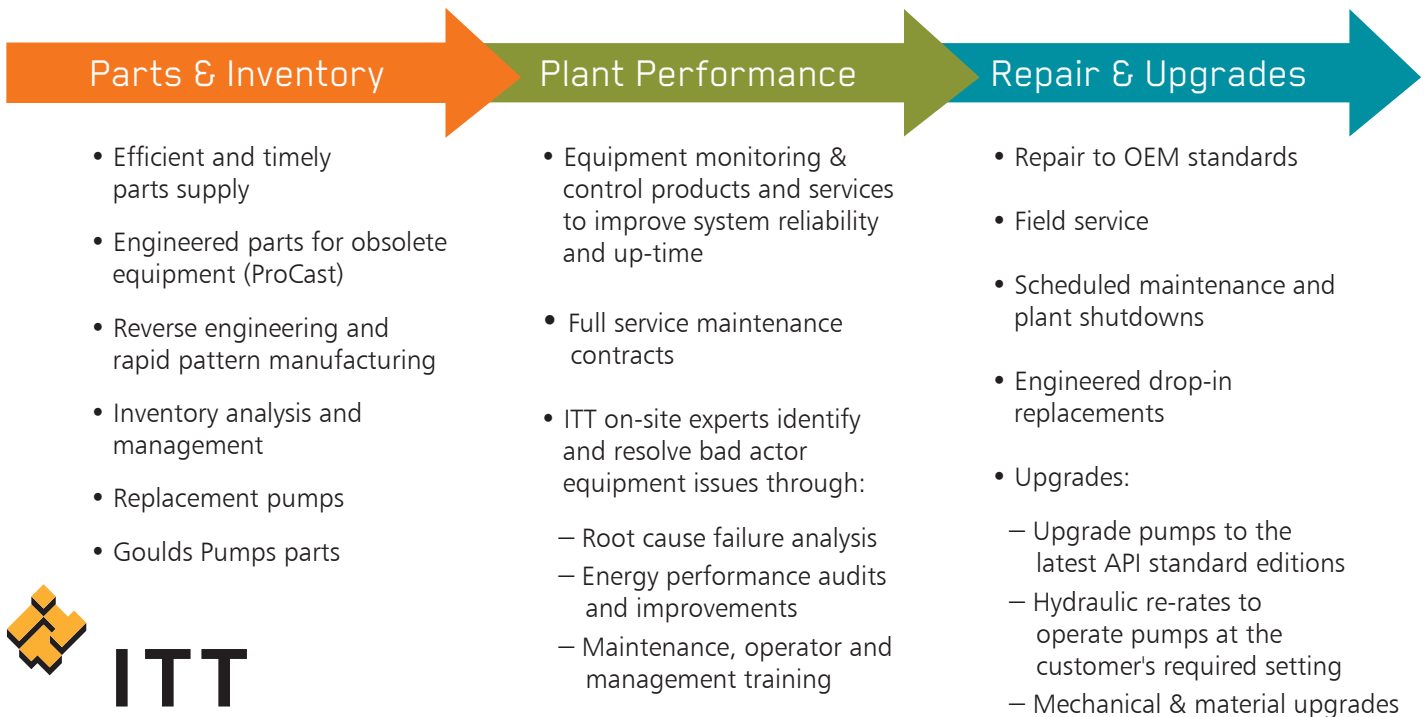 Parts & Inventory
• Efficient and timely
parts supply
• Engineered parts for obsolete
equipment (ProCast)
• Reverse engineering and
rapid pattern manufacturing
• Inventory analysis and
management
• Replacement pumps
• Goulds Pumps parts
ITT
Plant Performance
• Equipment monitoring &
control products and services
to improve system reliability
and up-time
• Full service maintenance
contracts
• ITT on-site experts identify
and resolve bad actor
equipment issues through:
– Root cause failure analysis
– Energy performance audits
and improvements
– Maintenance, operator and
management training
Repair & Upgrades
• Repair to OEM standards
• Field service
• Scheduled maintenance and
plant shutdowns
• Engineered drop-in
replacements
• Upgrades:
– Upgrade pumps to the
latest API standard editions
– Hydraulic re-rates to
operate pumps at the
customer's required setting
– Mechanical & material upgrades